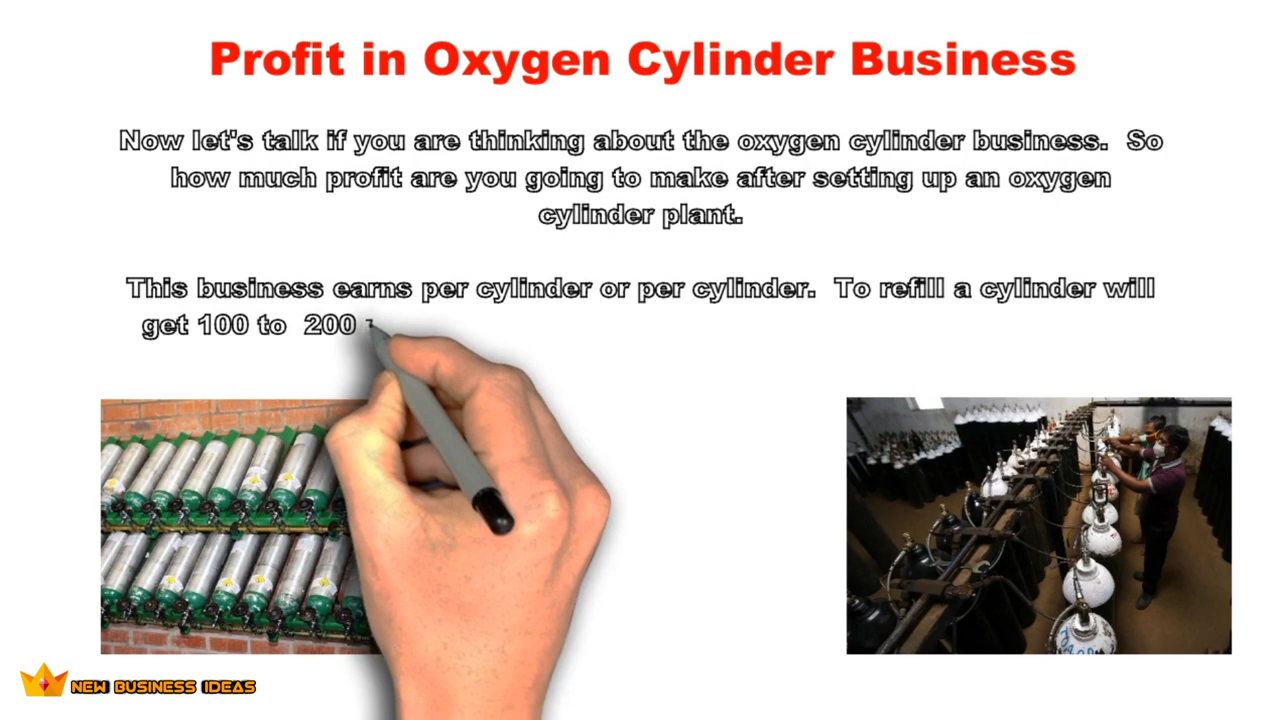 Profit in Oxygen Cylinder Business
Now let's talk if you are thinking about the oxygen cylinder business. So
how much profit are you going to make after setting up an oxygen
cylinder plant.
This business earns per cylinder or per cylinder. To refill a cylinder will
get 100 to 200
NEW BUSINESS IDEAS